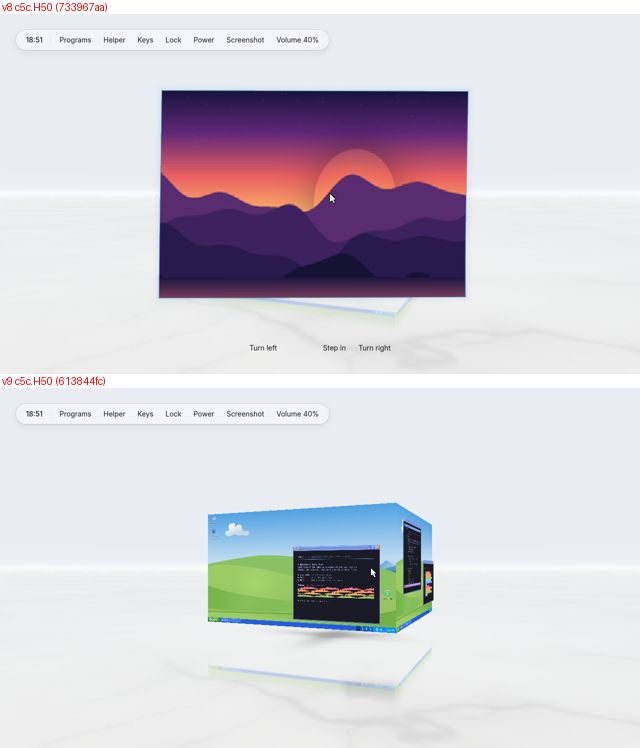 v8 c5c.H50 (733967aa)
18:51 Programs Helper Keys Lock Power Screenshot Volume 40%
Turn left Step in Turn right
v9 c5c.H50 (613844fc)
18:51 Programs Helper Keys Lock Power Screenshot Volume 40%